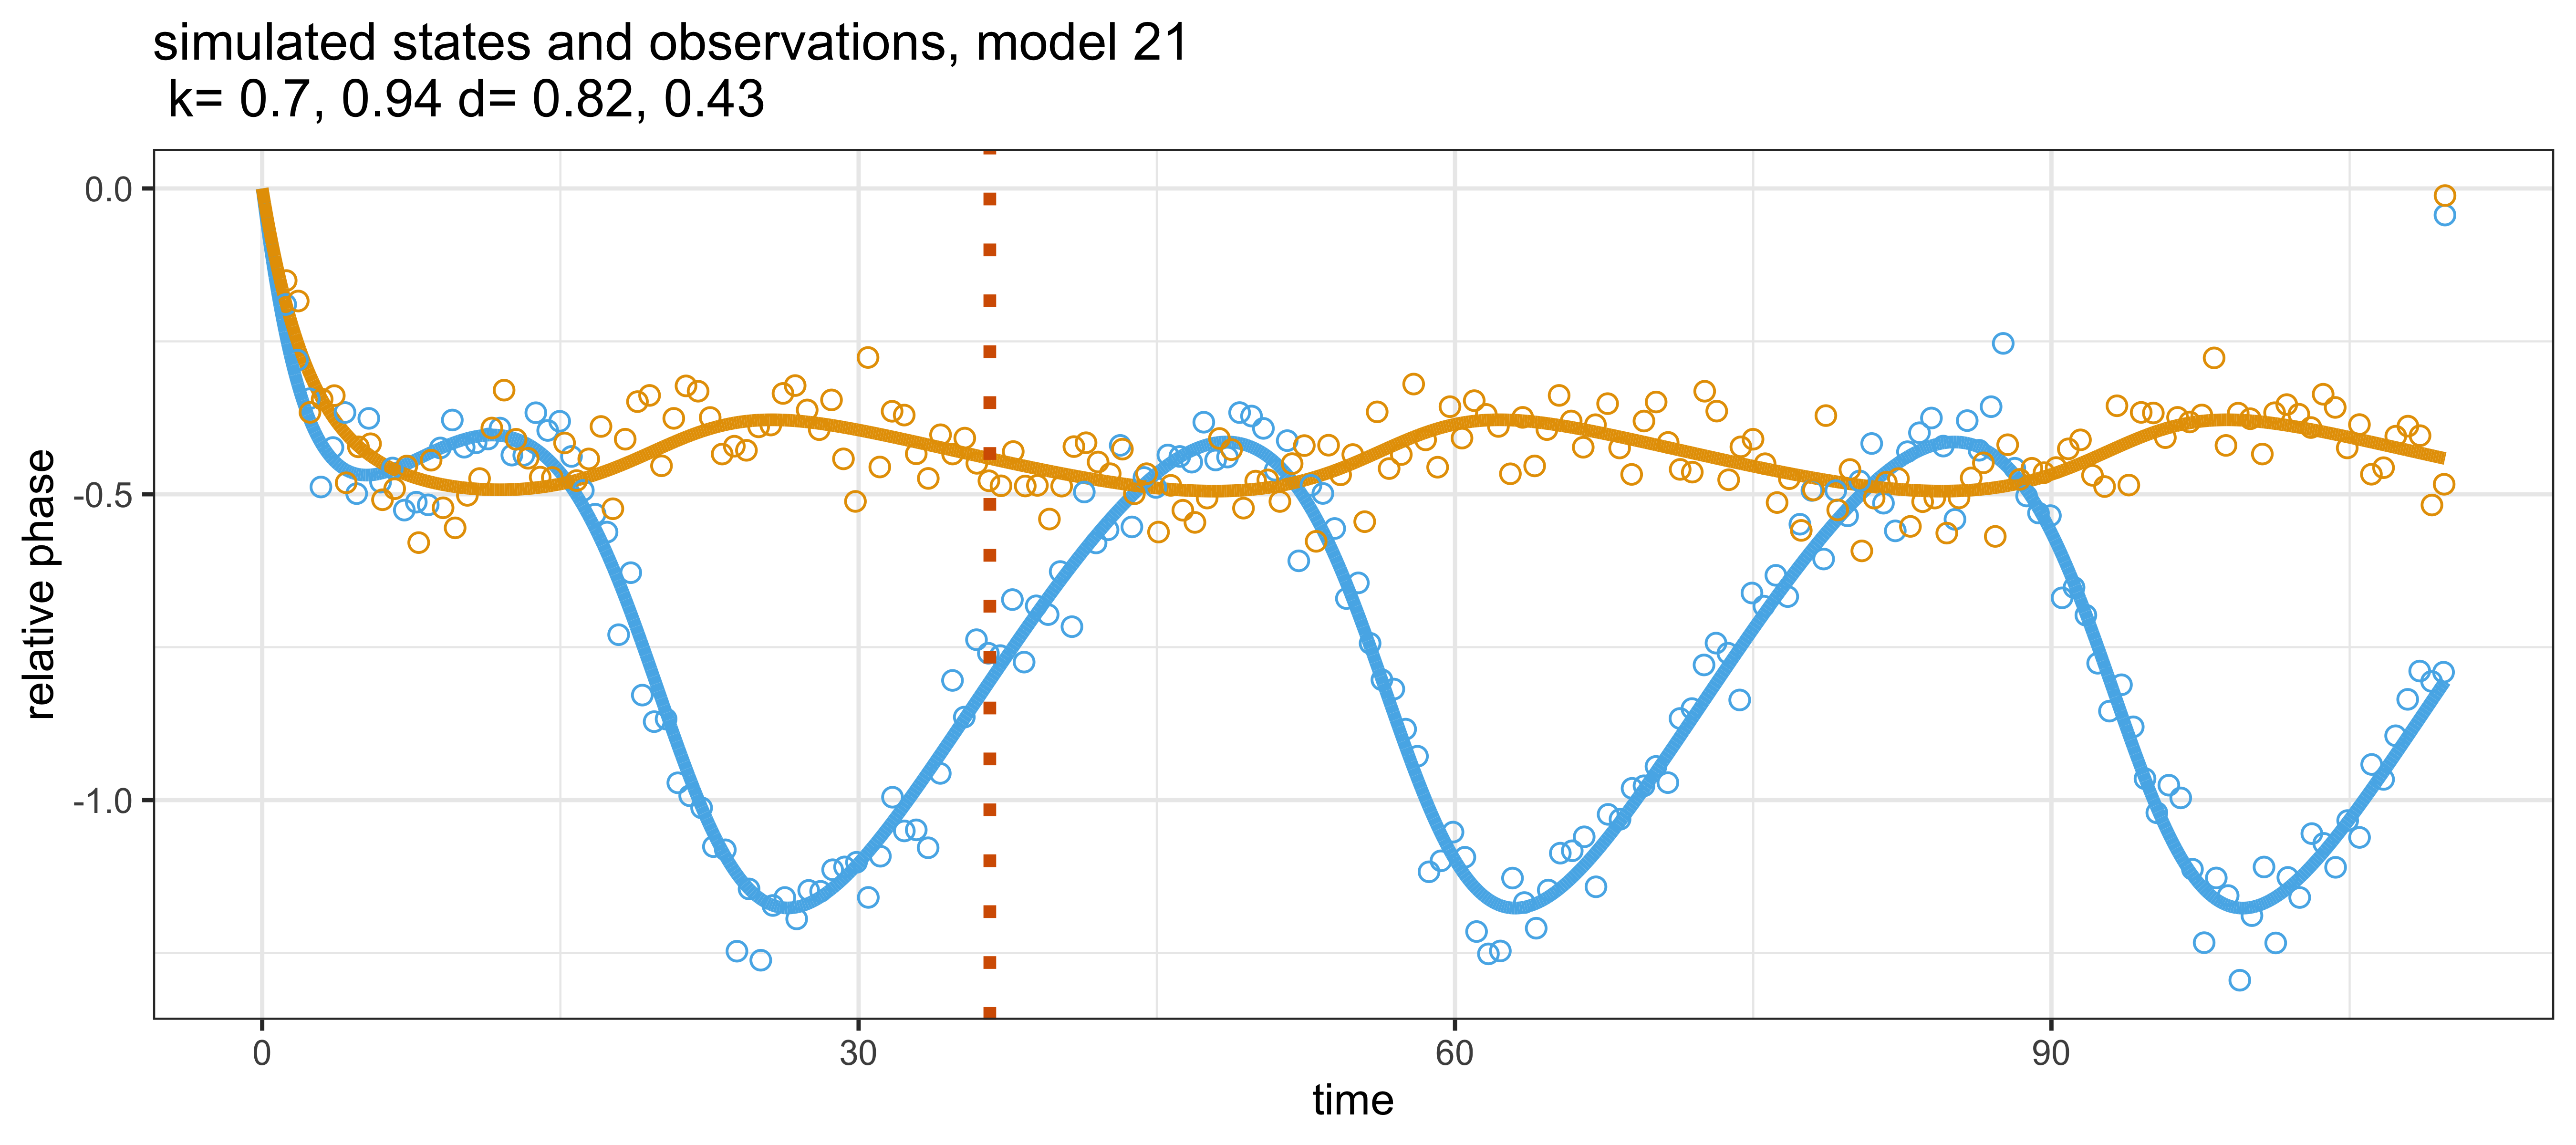 simulated states and observations, model 21
k= 0.7, 0.94 d= 0.82, 0.43
relative phase
0.0
-0.5
-1.0
0
30
60
90
time